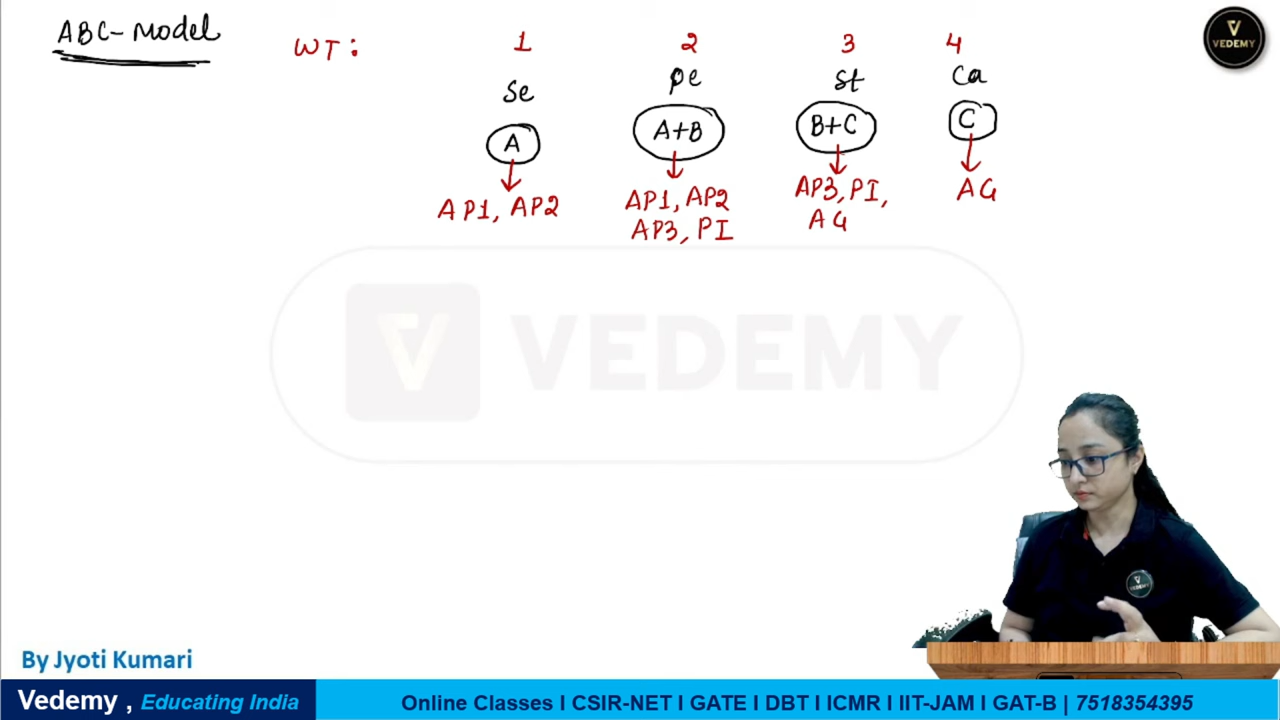 ABC-Model
WT: 1 2 3 4
Se Pe St Ca
A A+B B+C C
AP1, AP2 AP1, AP2 AP3, PI, AG
AP3, PI AG
VEDEMY
VEDEMY
VEDEMY
By Jyoti Kumari
Vedemy , Educating India
Online Classes I CSIR-NET I GATE I DBT I ICMR I IIT-JAM I GAT-B | 7518354395